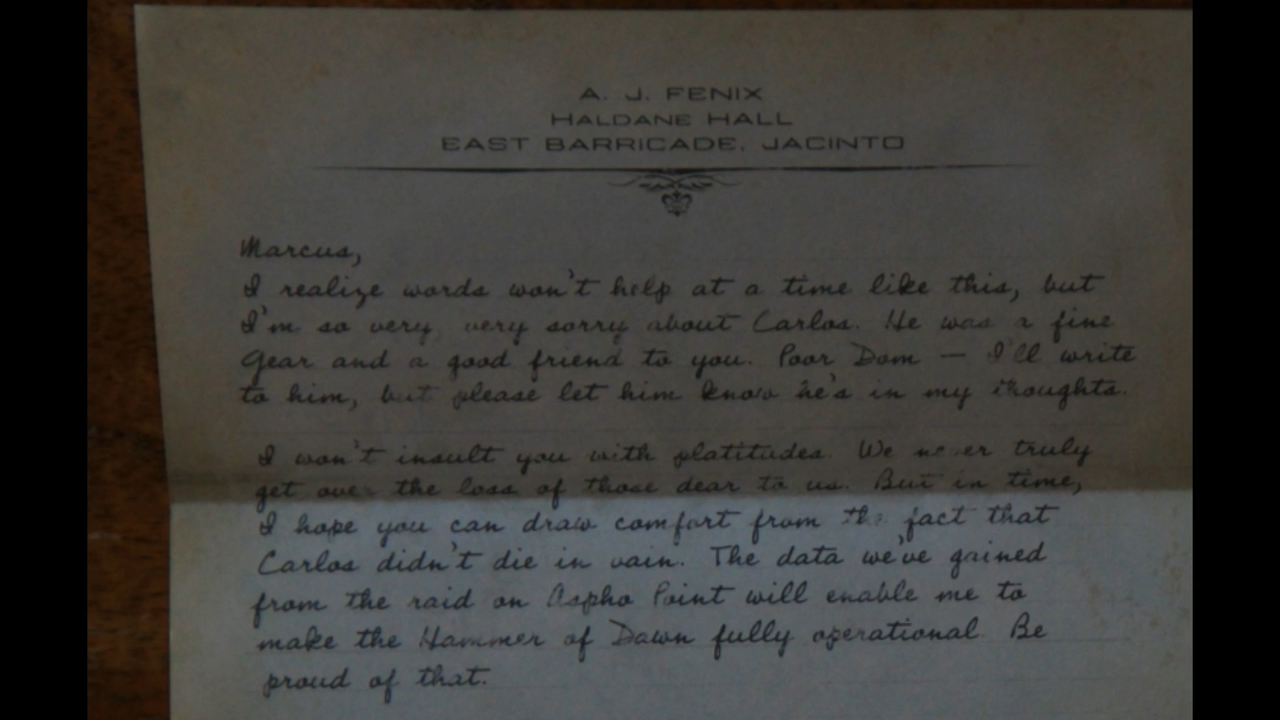 A. J. FENIX
HALDANE HALL
EAST BARRICADE, JACINTO
Marcus,
I realize words won't help at a time like this, but
I'm so very, very sorry about Carlos. He was a fine
Gear and a good friend to you. Poor Dom — I'll write
to him, but please let him know he's in my thoughts.
I won't insult you with platitudes. We never truly
get over the loss of those dear to us. But in time,
I hope you can draw comfort from the fact that
Carlos didn't die in vain. The data we've gained
from the raid on Aspho Point will enable me to
make the Hammer of Dawn fully operational. Be
proud of that.